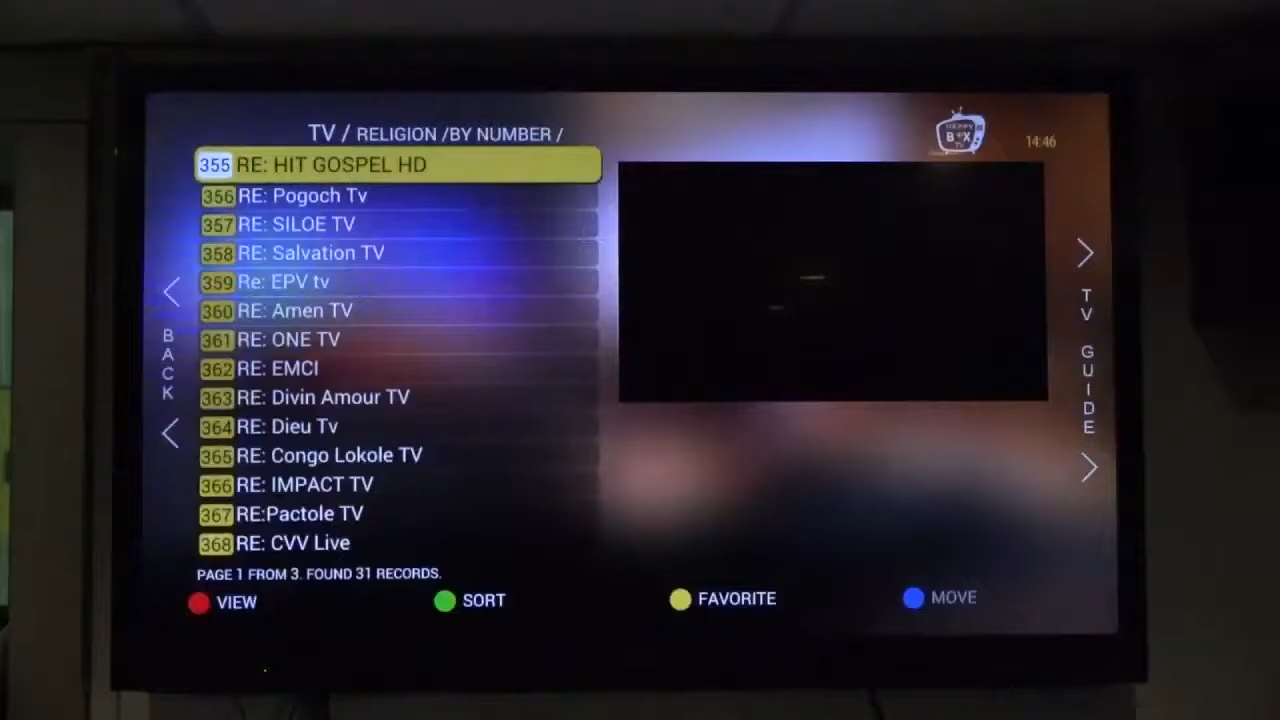 TV / RELIGION /BY NUMBER /
HAPPY
BOX
TV
14:46
355 RE: HIT GOSPEL HD
356 RE: Pogoch Tv
357 RE: SILOE TV
358 RE: Salvation TV
359 Re: EPV tv
360 RE: Amen TV
361 RE: ONE TV
362 RE: EMCI
363 RE: Divin Amour TV
364 RE: Dieu Tv
365 RE: Congo Lokole TV
366 RE: IMPACT TV
367 RE:Pactole TV
368 RE: CVV Live
BACK
TV GUIDE
PAGE 1 FROM 3. FOUND 31 RECORDS.
VIEW
SORT
FAVORITE
MOVE